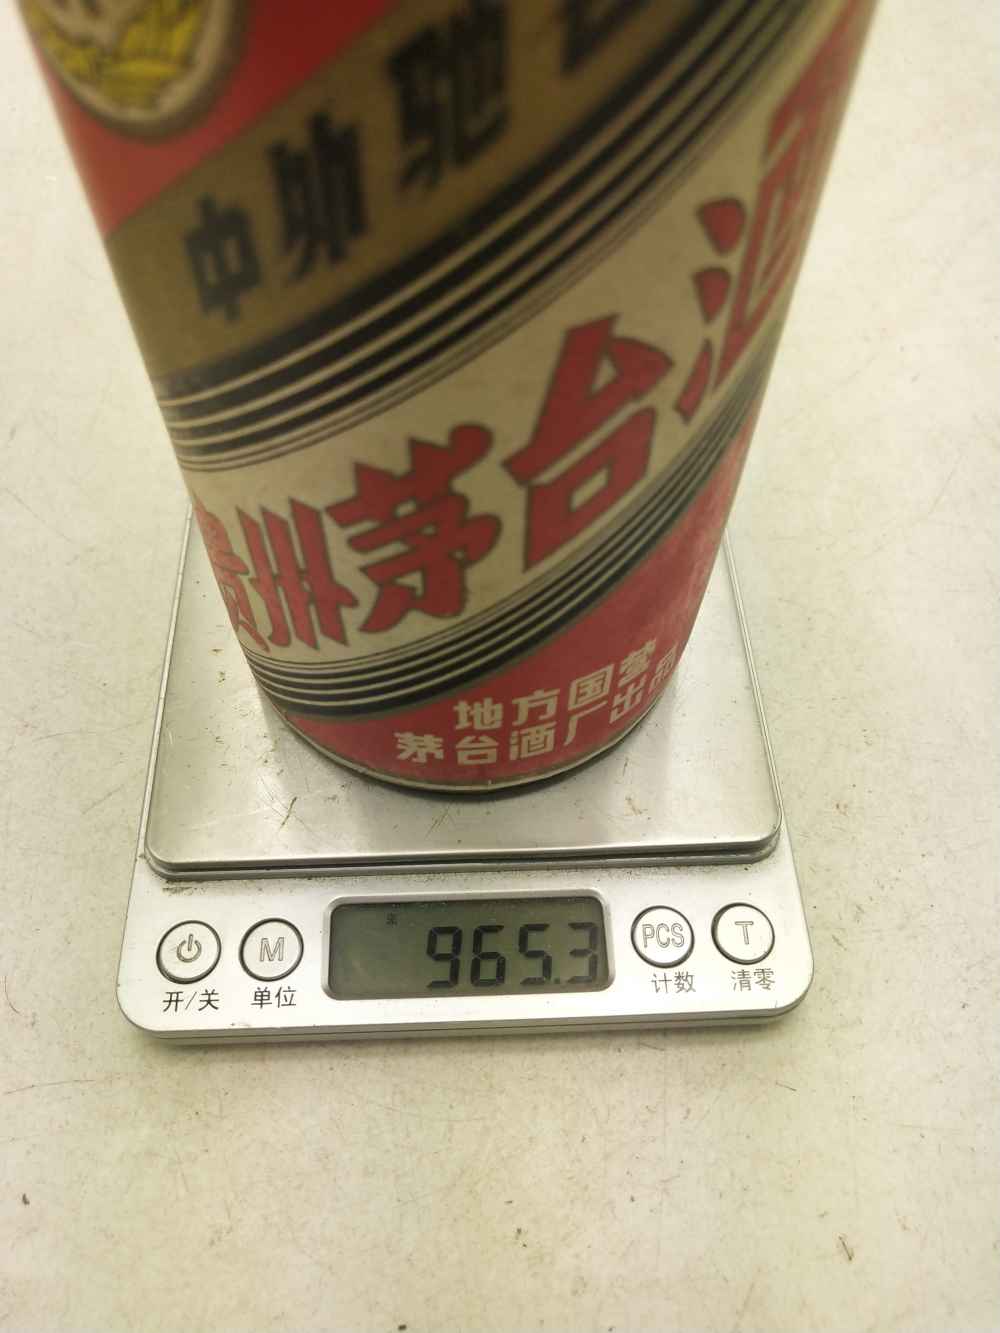 中外驰
贵州茅台酒
地方国营
茅台酒厂出品
965.3
M
PCS
T
开/关
单位
计数
清零